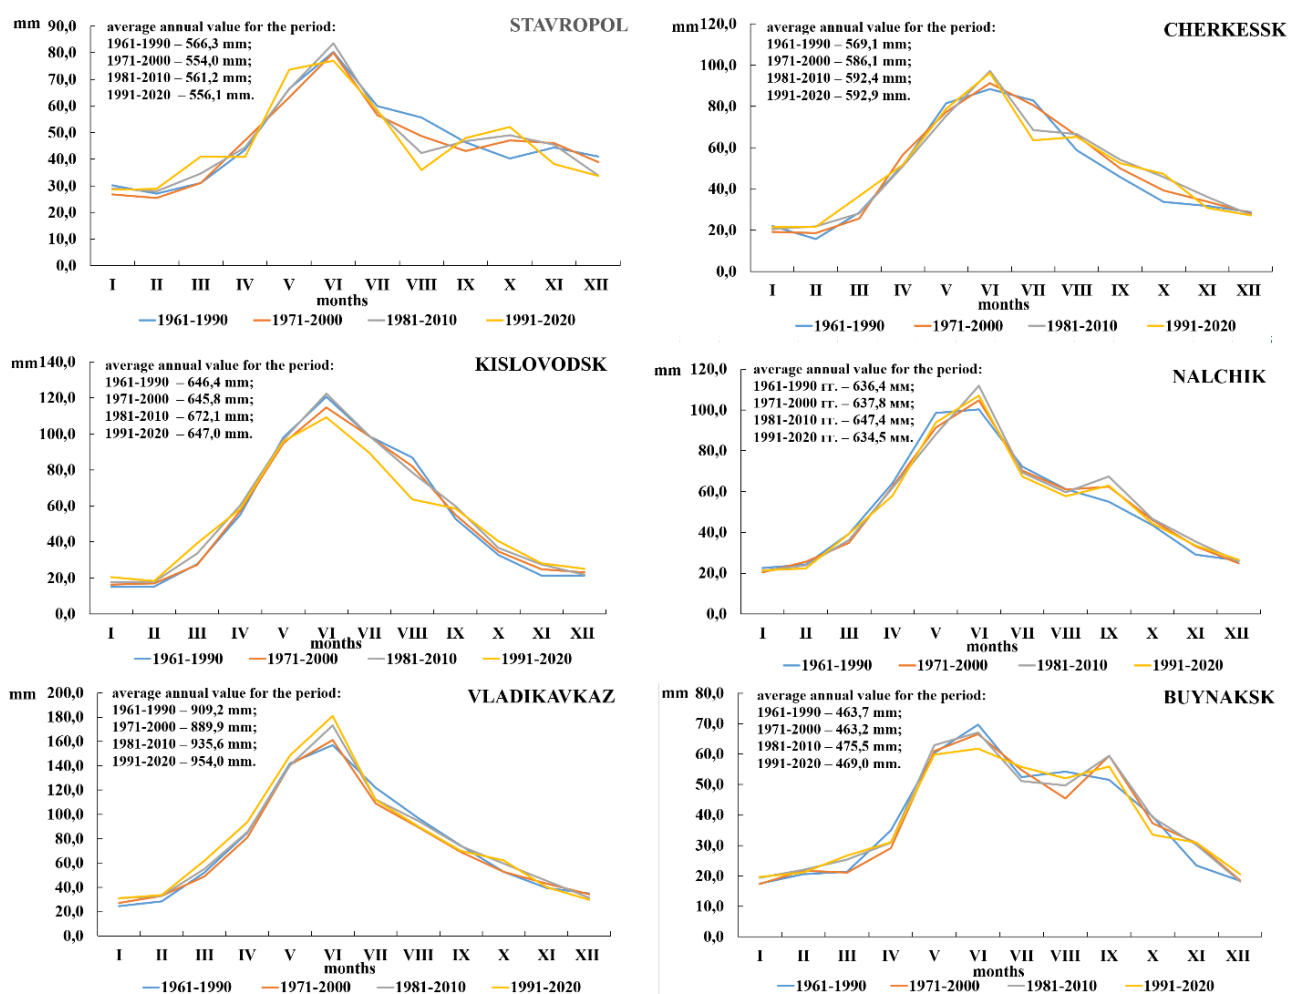 mm
STAVROPOL
average annual value for the period:
1961-1990 – 566,3 mm;
1971-2000 – 554,0 mm;
1981-2010 – 561,2 mm;
1991-2020 – 556,1 mm.
90,0
80,0
70,0
60,0
50,0
40,0
30,0
20,0
10,0
0,0
I II III IV V VI VII VIII IX X XI XII
months
1961-1990 1971-2000 1981-2010 1991-2020
mm
CHERKESSK
average annual value for the period:
1961-1990 – 569,1 mm;
1971-2000 – 586,1 mm;
1981-2010 – 592,4 mm;
1991-2020 – 592,9 mm.
120,0
100,0
80,0
60,0
40,0
20,0
0,0
I II III IV V VI VII VIII IX X XI XII
months
1961-1990 1971-2000 1981-2010 1991-2020
mm
KISLOVODSK
average annual value for the period:
1961-1990 – 646,4 mm;
1971-2000 – 645,8 mm;
1981-2010 – 672,1 mm;
1991-2020 – 647,0 mm.
140,0
120,0
100,0
80,0
60,0
40,0
20,0
0,0
I II III IV V VI VII VIII IX X XI XII
months
1961-1990 1971-2000 1981-2010 1991-2020
mm
NALCHIK
average annual value for the period:
1961-1990 гг. – 636,4 мм;
1971-2000 гг. – 637,8 мм;
1981-2010 гг. – 647,4 мм;
1991-2020 гг. – 634,5 мм.
120,0
100,0
80,0
60,0
40,0
20,0
0,0
I II III IV V VI VII VIII IX X XI XII
months
1961-1990 1971-2000 1981-2010 1991-2020
mm
VLADIKAVKAZ
average annual value for the period:
1961-1990 – 909,2 mm;
1971-2000 – 889,9 mm;
1981-2010 – 935,6 mm;
1991-2020 – 954,0 mm.
200,0
180,0
160,0
140,0
120,0
100,0
80,0
60,0
40,0
20,0
0,0
I II III IV V VI VII VIII IX X XI XII
months
1961-1990 1971-2000 1981-2010 1991-2020
mm
BUYNAKSK
average annual value for the period:
1961-1990 – 463,7 mm;
1971-2000 – 463,2 mm;
1981-2010 – 475,5 mm;
1991-2020 – 469,0 mm.
80,0
70,0
60,0
50,0
40,0
30,0
20,0
10,0
0,0
I II III IV V VI VII VIII IX X XI XII
months
1961-1990 1971-2000 1981-2010 1991-2020